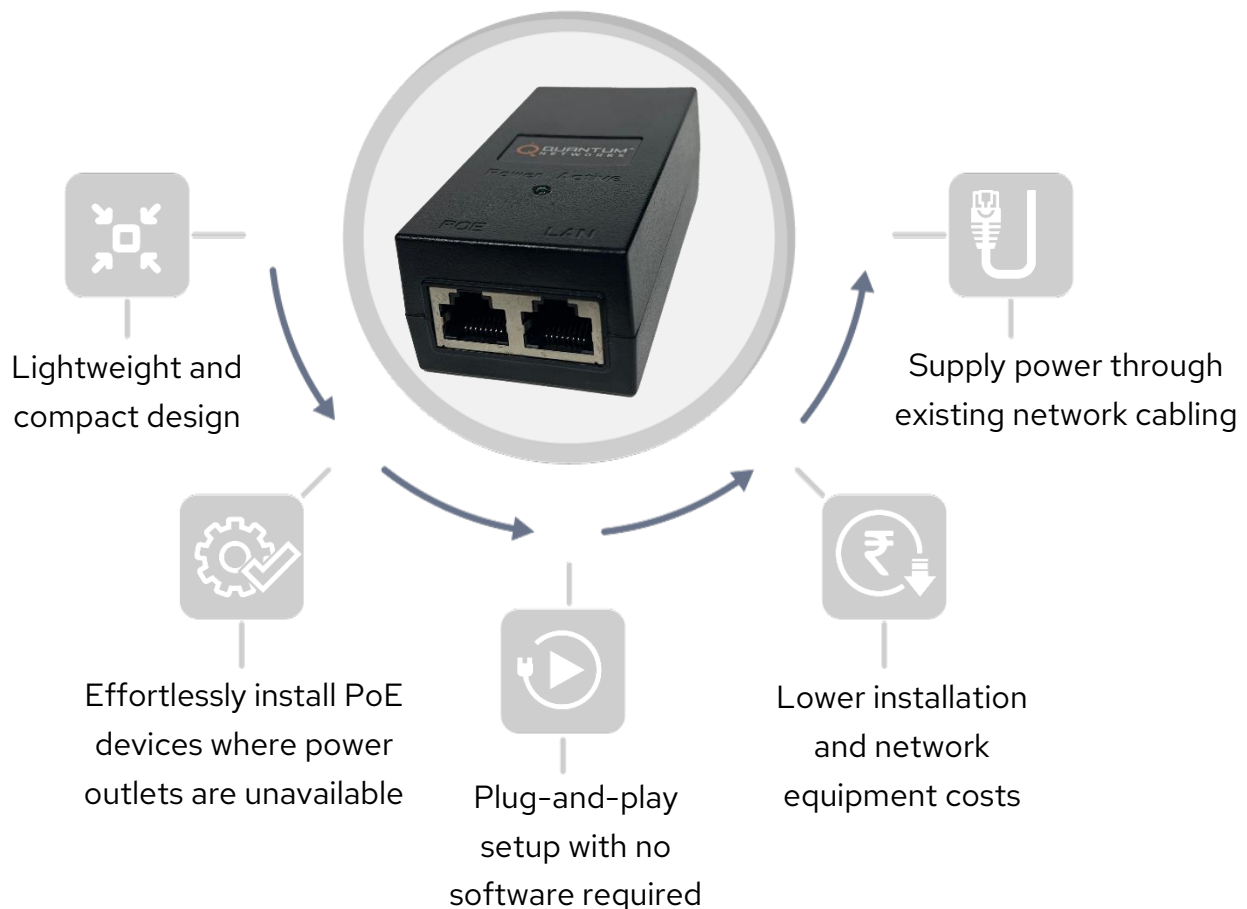 QUANTUM
NETWORKS
Power Active
POE LAN
Lightweight and
compact design
Effortlessly install PoE
devices where power
outlets are unavailable
Plug-and-play
setup with no
software required
₹
Lower installation
and network
equipment costs
Supply power through
existing network cabling